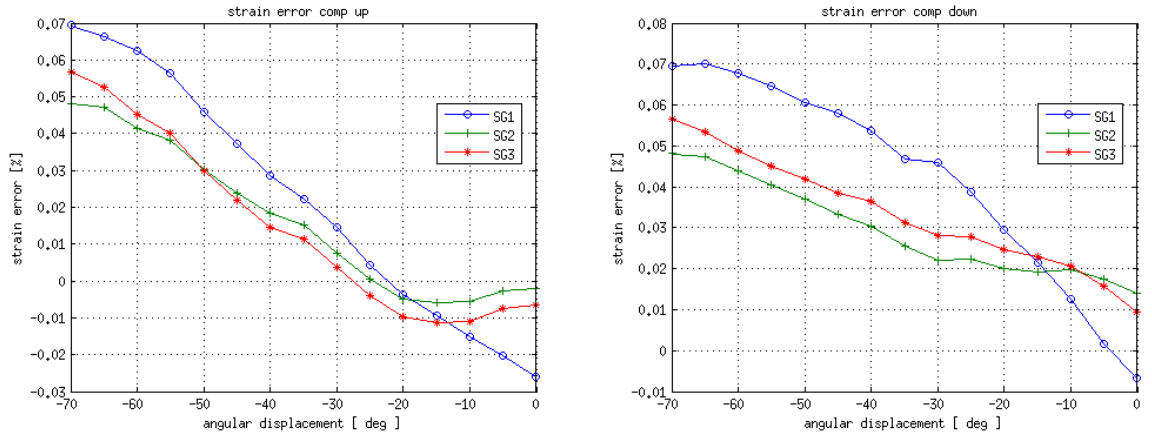 strain error comp up
0.07
0.06
0.05
0.04
0.03
0.02
0.01
0
-0.01
-0.02
-0.03
strain error [%]
SG1
SG2
SG3
-70 -60 -50 -40 -30 -20 -10 0
angular displacement [ deg ]
strain error comp down
0.08
0.07
0.06
0.05
0.04
0.03
0.02
0.01
0
-0.01
strain error [%]
SG1
SG2
SG3
-70 -60 -50 -40 -30 -20 -10 0
angular displacement [ deg ]